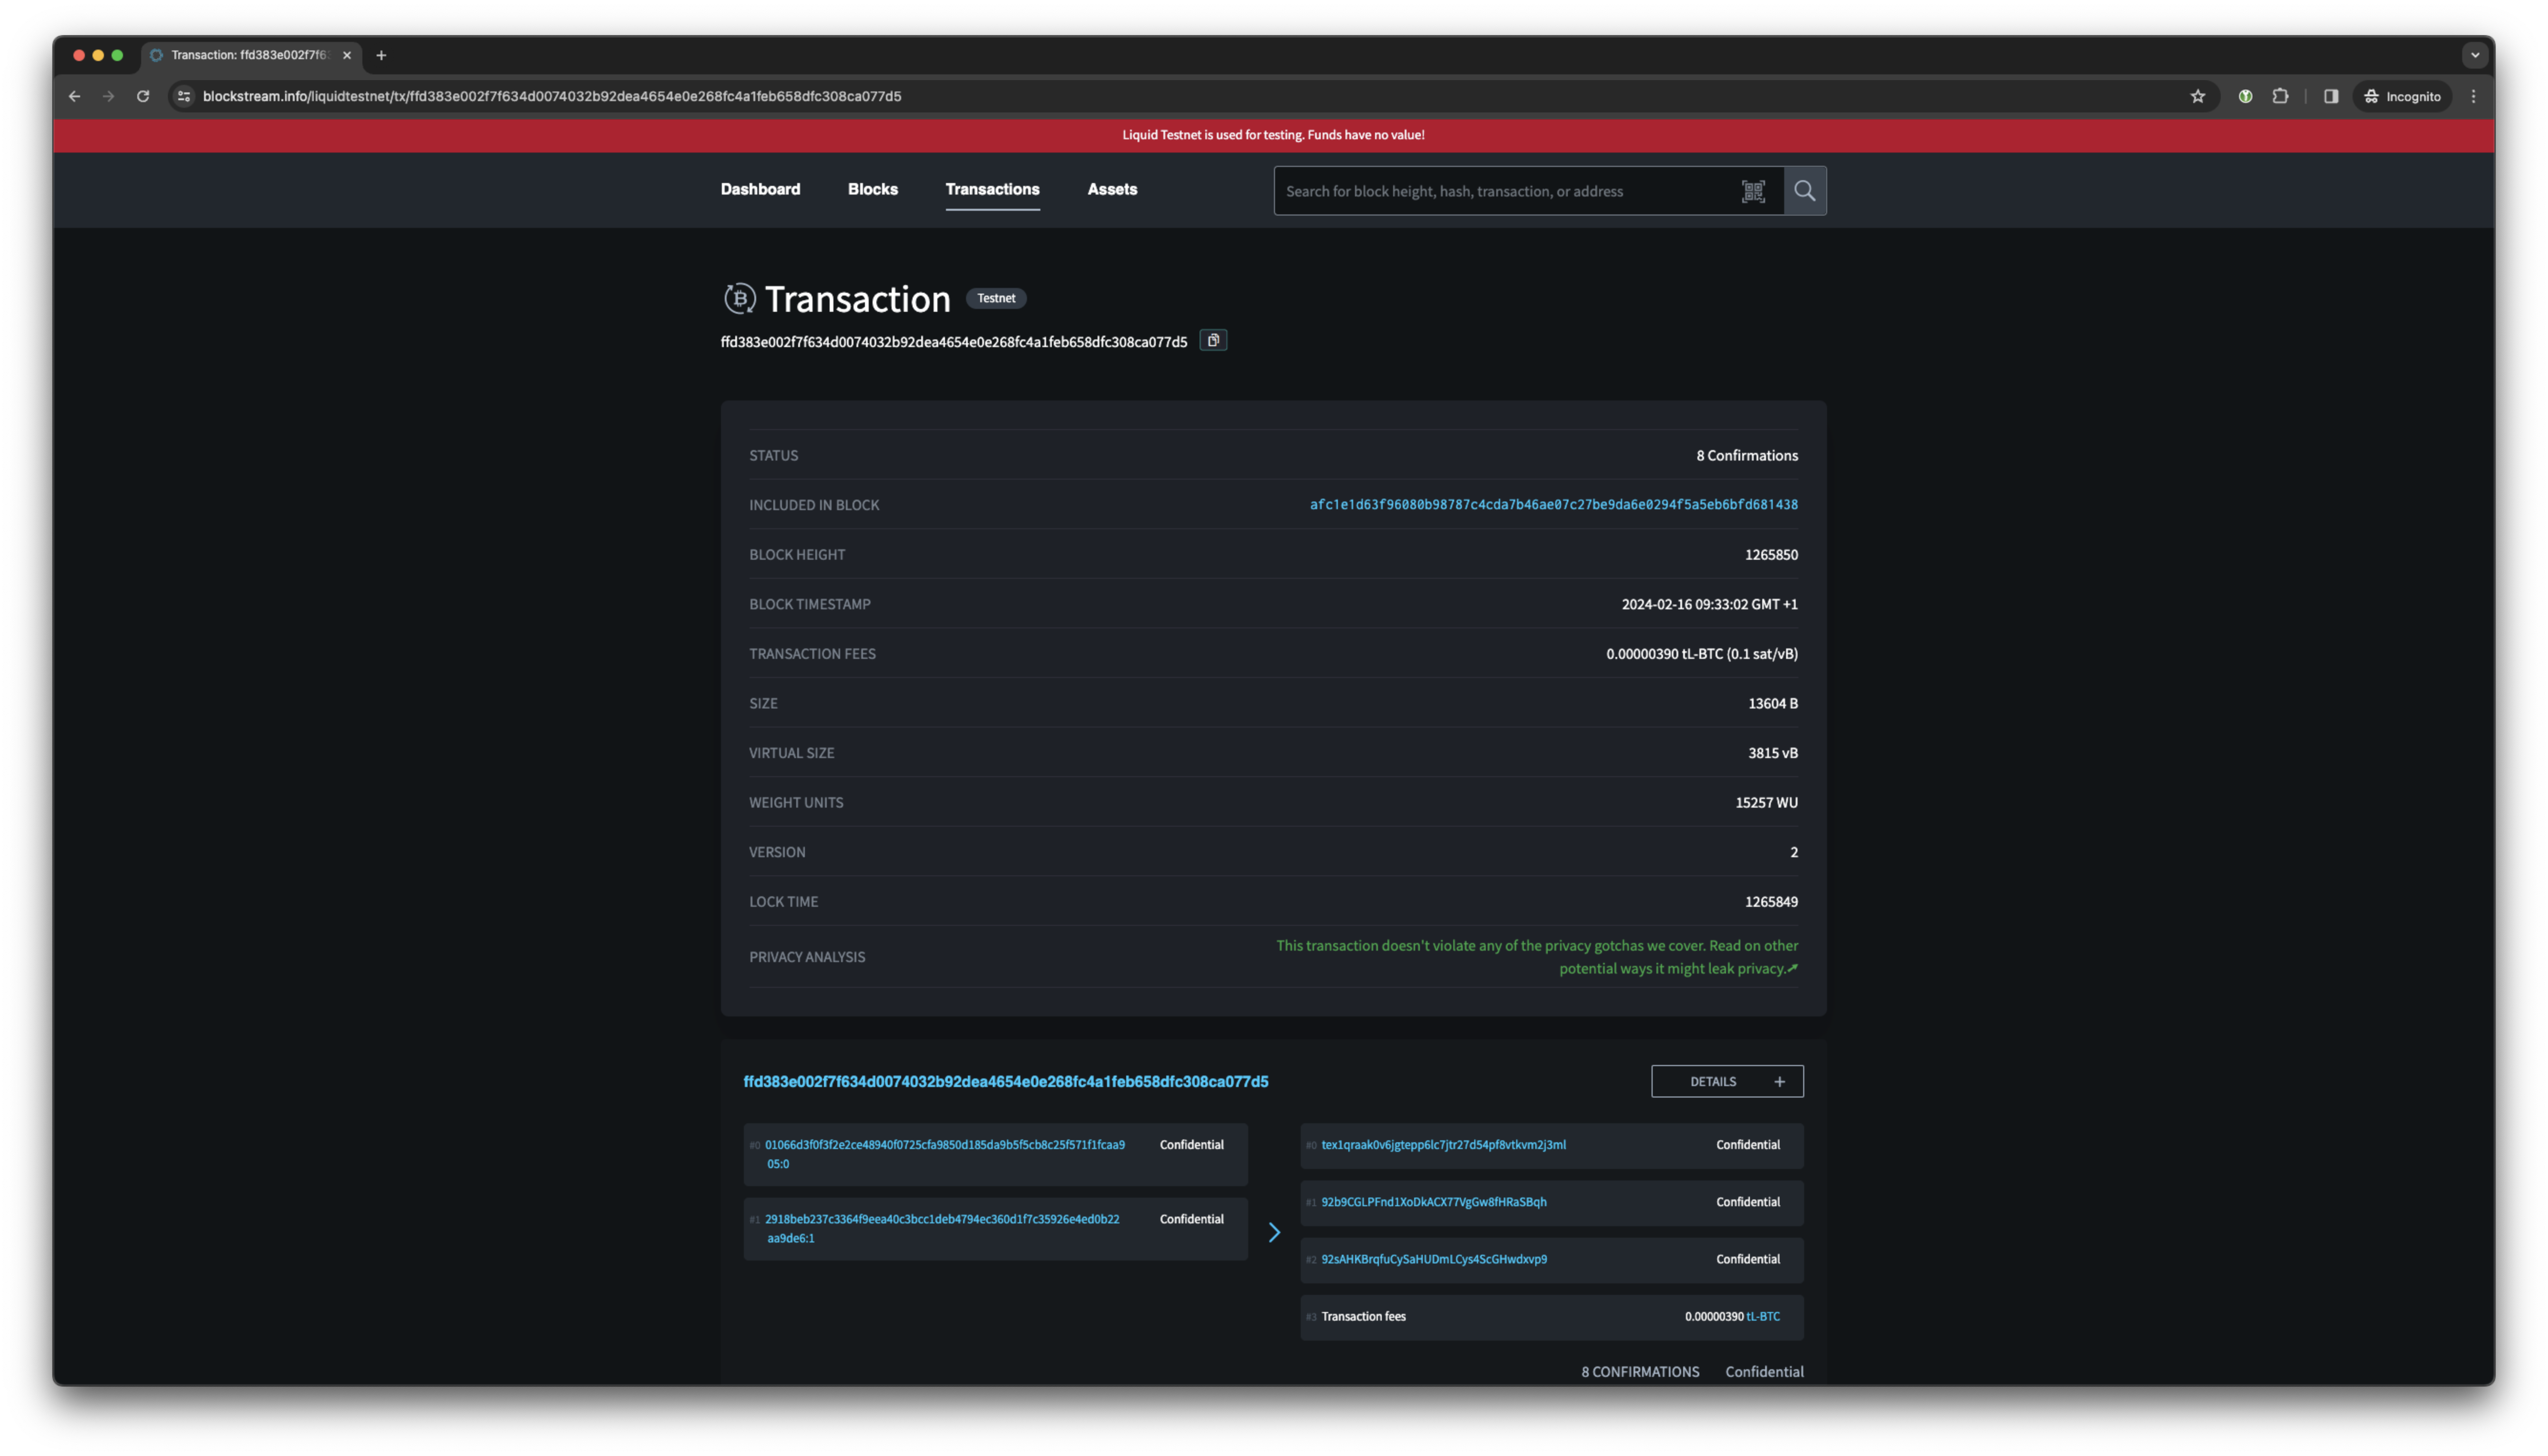 Transaction: ffd383e002f7f63
blockstream.info/liquidtestnet/tx/ffd383e002f7f634d0074032b92dea4654e0e268fc4a1feb658dfc308ca077d5
Incognito
Liquid Testnet is used for testing. Funds have no value!
Dashboard Blocks Transactions Assets
Search for block height, hash, transaction, or address
Transaction Testnet
ffd383e002f7f634d0074032b92dea4654e0e268fc4a1feb658dfc308ca077d5
STATUS 8 Confirmations
INCLUDED IN BLOCK afc1e1d63f96080b98787c4cda7b46ae07c27be9da6e0294f5a5eb6bfd681438
BLOCK HEIGHT 1265850
BLOCK TIMESTAMP 2024-02-16 09:33:02 GMT +1
TRANSACTION FEES 0.00000390 tL-BTC (0.1 sat/vB)
SIZE 13604 B
VIRTUAL SIZE 3815 vB
WEIGHT UNITS 15257 WU
VERSION 2
LOCK TIME 1265849
PRIVACY ANALYSIS This transaction doesn't violate any of the privacy gotchas we cover. Read on other
potential ways it might leak privacy.
ffd383e002f7f634d0074032b92dea4654e0e268fc4a1feb658dfc308ca077d5 DETAILS +
#0 01066d3f0f3f2e2ce48940f0725cfa9850d185da9b5f5cb8c25f571f1fcaa9 Confidential
05:0
#1 2918beb237c3364f9eea40c3bcc1deb4794ec360d1f7c35926e4ed0b22 Confidential
aa9de6:1
#0 tex1qraak0v6jgtepp6lc7jtr27d54pf8vtkvm2j3ml Confidential
#1 92b9CGLPFnd1XoDkACX77VgGw8fHRaSBqh Confidential
#2 92sAHKBrqfuCySaHUDmLCys4ScGHwdxvp9 Confidential
#3 Transaction fees 0.00000390 tL-BTC
8 CONFIRMATIONS Confidential